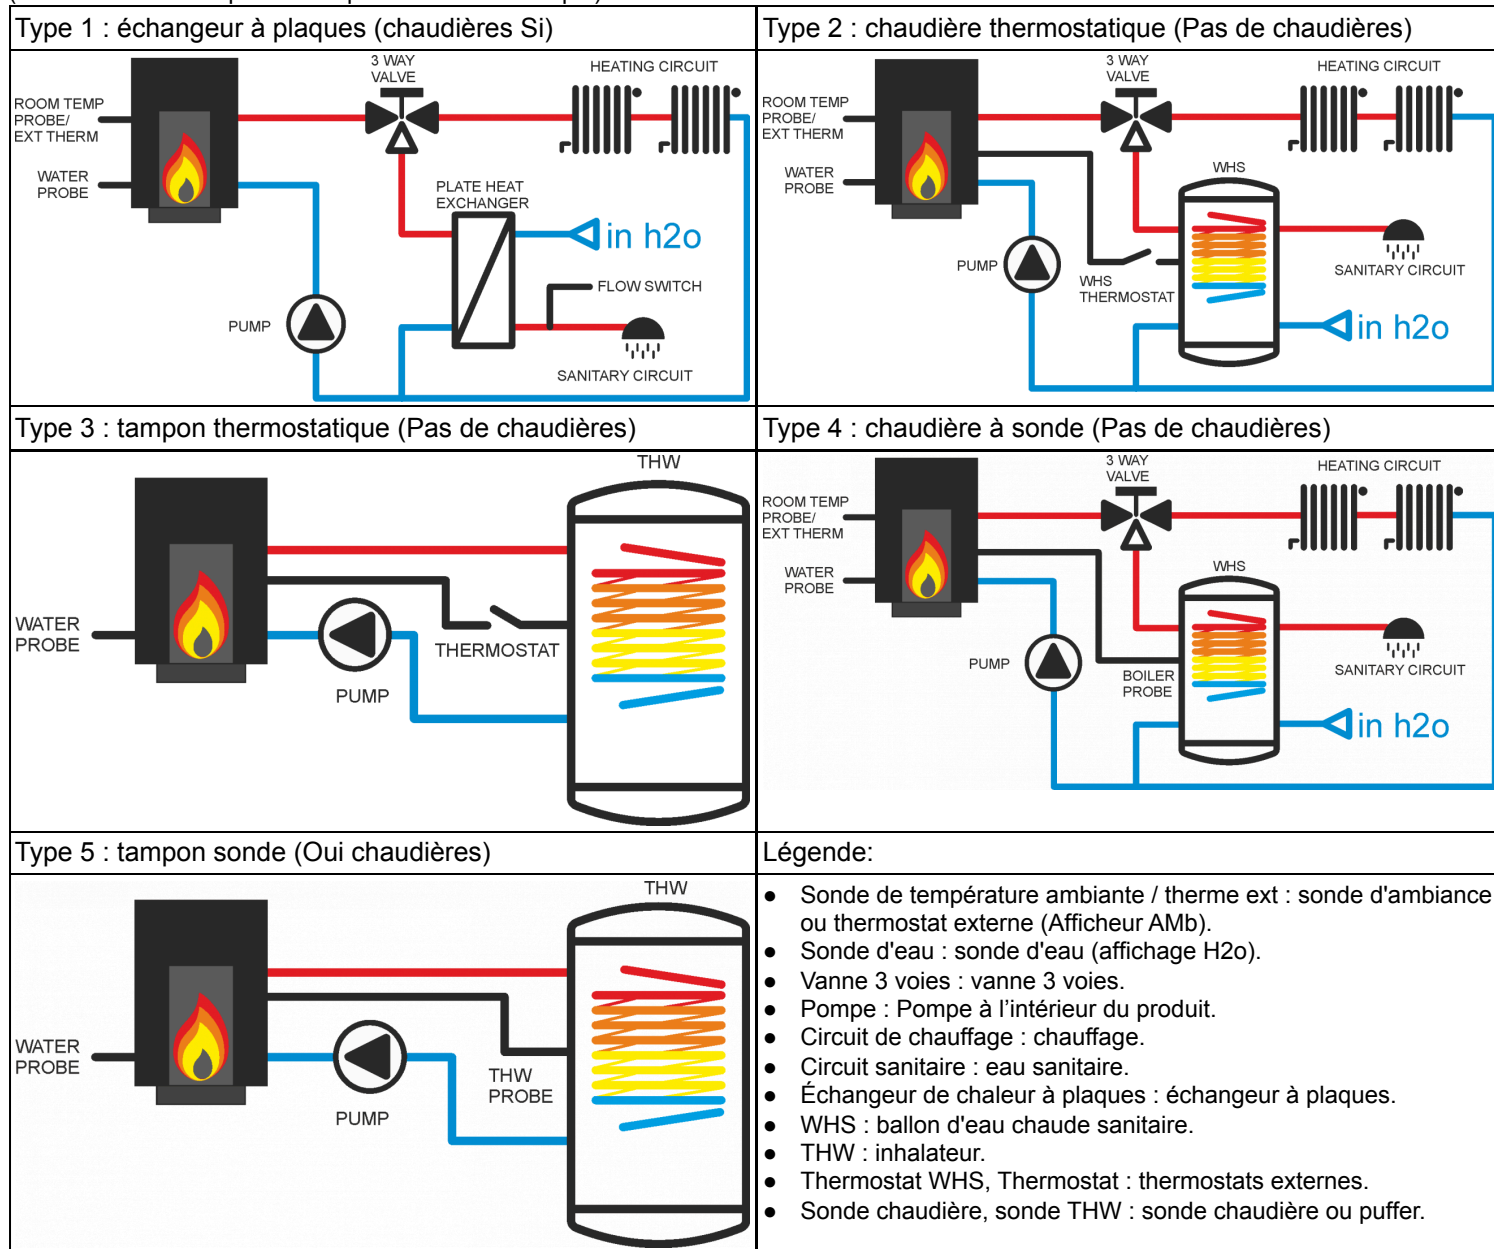 Type 1 : échangeur à plaques (chaudières Si)
3 WAY
VALVE
HEATING CIRCUIT
ROOM TEMP
PROBE/
EXT THERM
WATER
PROBE
PLATE HEAT
EXCHANGER
in h2o
FLOW SWITCH
PUMP
SANITARY CIRCUIT
Type 2 : chaudière thermostatique (Pas de chaudières)
3 WAY
VALVE
HEATING CIRCUIT
ROOM TEMP
PROBE/
EXT THERM
WATER
PROBE
WHS
PUMP
WHS
THERMOSTAT
SANITARY CIRCUIT
in h2o
Type 3 : tampon thermostatique (Pas de chaudières)
THW
WATER
PROBE
THERMOSTAT
PUMP
Type 4 : chaudière à sonde (Pas de chaudières)
3 WAY
VALVE
HEATING CIRCUIT
ROOM TEMP
PROBE/
EXT THERM
WATER
PROBE
WHS
PUMP
BOILER
PROBE
SANITARY CIRCUIT
in h2o
Type 5 : tampon sonde (Oui chaudières)
THW
WATER
PROBE
THW
PROBE
PUMP
Légende:
● Sonde de température ambiante / therme ext : sonde d'ambiance
ou thermostat externe (Afficheur AMb).
● Sonde d'eau : sonde d'eau (affichage H2o).
● Vanne 3 voies : vanne 3 voies.
● Pompe : Pompe à l’intérieur du produit.
● Circuit de chauffage : chauffage.
● Circuit sanitaire : eau sanitaire.
● Échangeur de chaleur à plaques : échangeur à plaques.
● WHS : ballon d'eau chaude sanitaire.
● THW : inhalateur.
● Thermostat WHS, Thermostat : thermostats externes.
● Sonde chaudière, sonde THW : sonde chaudière ou puffer.